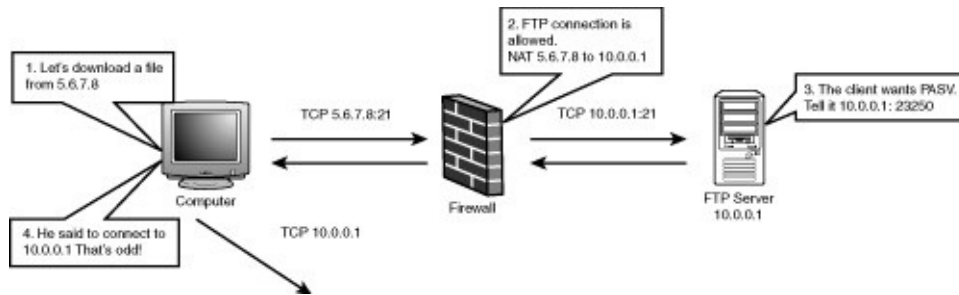 1. Let's download a file
from 5.6.7.8
2. FTP connection is
allowed.
NAT 5.6.7.8 to 10.0.0.1
3. The client wants PASV.
Tell it 10.0.0.1: 23250
TCP 5.6.7.8:21
TCP 10.0.0.1:21
Computer
Firewall
FTP Server
10.0.0.1
4. He said to connect to
10.0.0.1 That's odd!
TCP 10.0.0.1